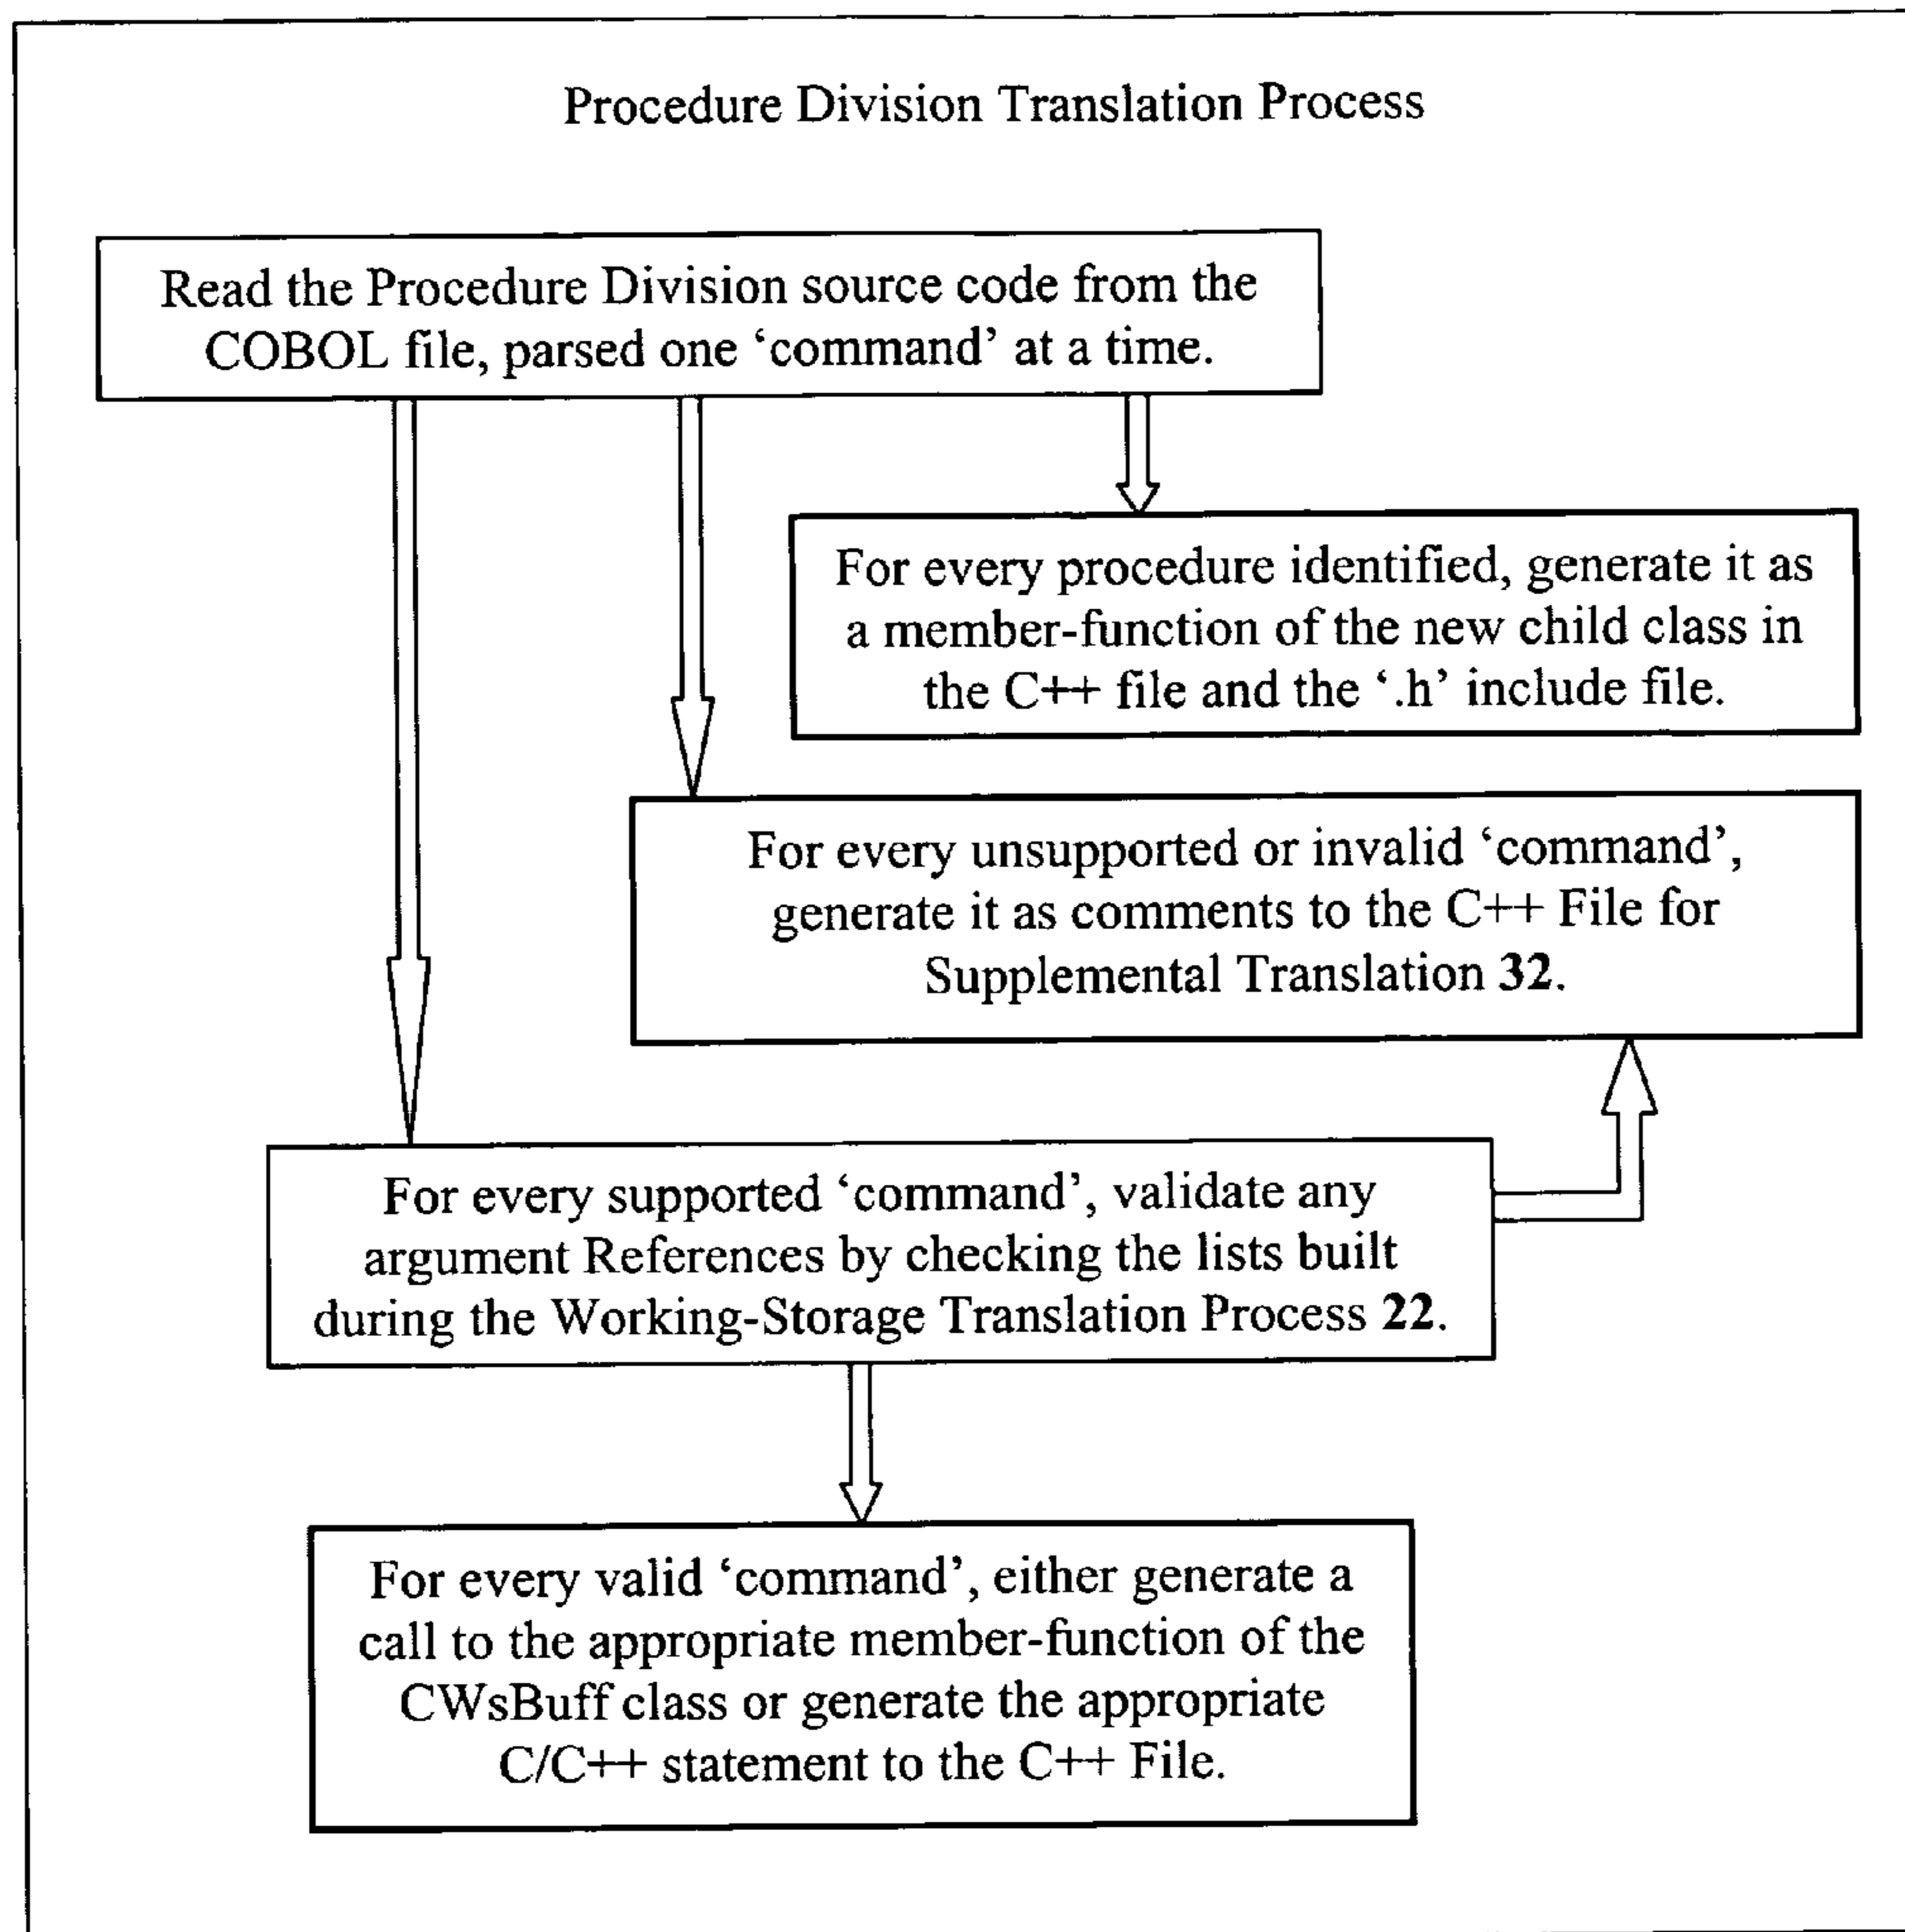 Procedure Division Translation Process
Read the Procedure Division source code from the
COBOL file, parsed one ‘command’ at a time.
For every procedure identified, generate it as
a member-function of the new child class in
the C++ file and the ‘.h’ include file.
For every unsupported or invalid ‘command’,
generate it as comments to the C++ File for
Supplemental Translation 32.
For every supported ‘command’, validate any
argument References by checking the lists built
during the Working-Storage Translation Process 22.
For every valid ‘command’, either generate a
call to the appropriate member-function of the
CWsBuff class or generate the appropriate
C/C++ statement to the C++ File.